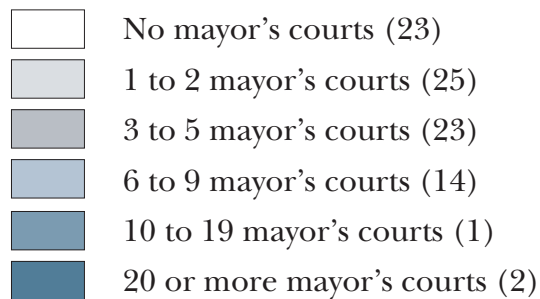 No mayor’s courts (23)
1 to 2 mayor’s courts (25)
3 to 5 mayor’s courts (23)
6 to 9 mayor’s courts (14)
10 to 19 mayor’s courts (1)
20 or more mayor’s courts (2)